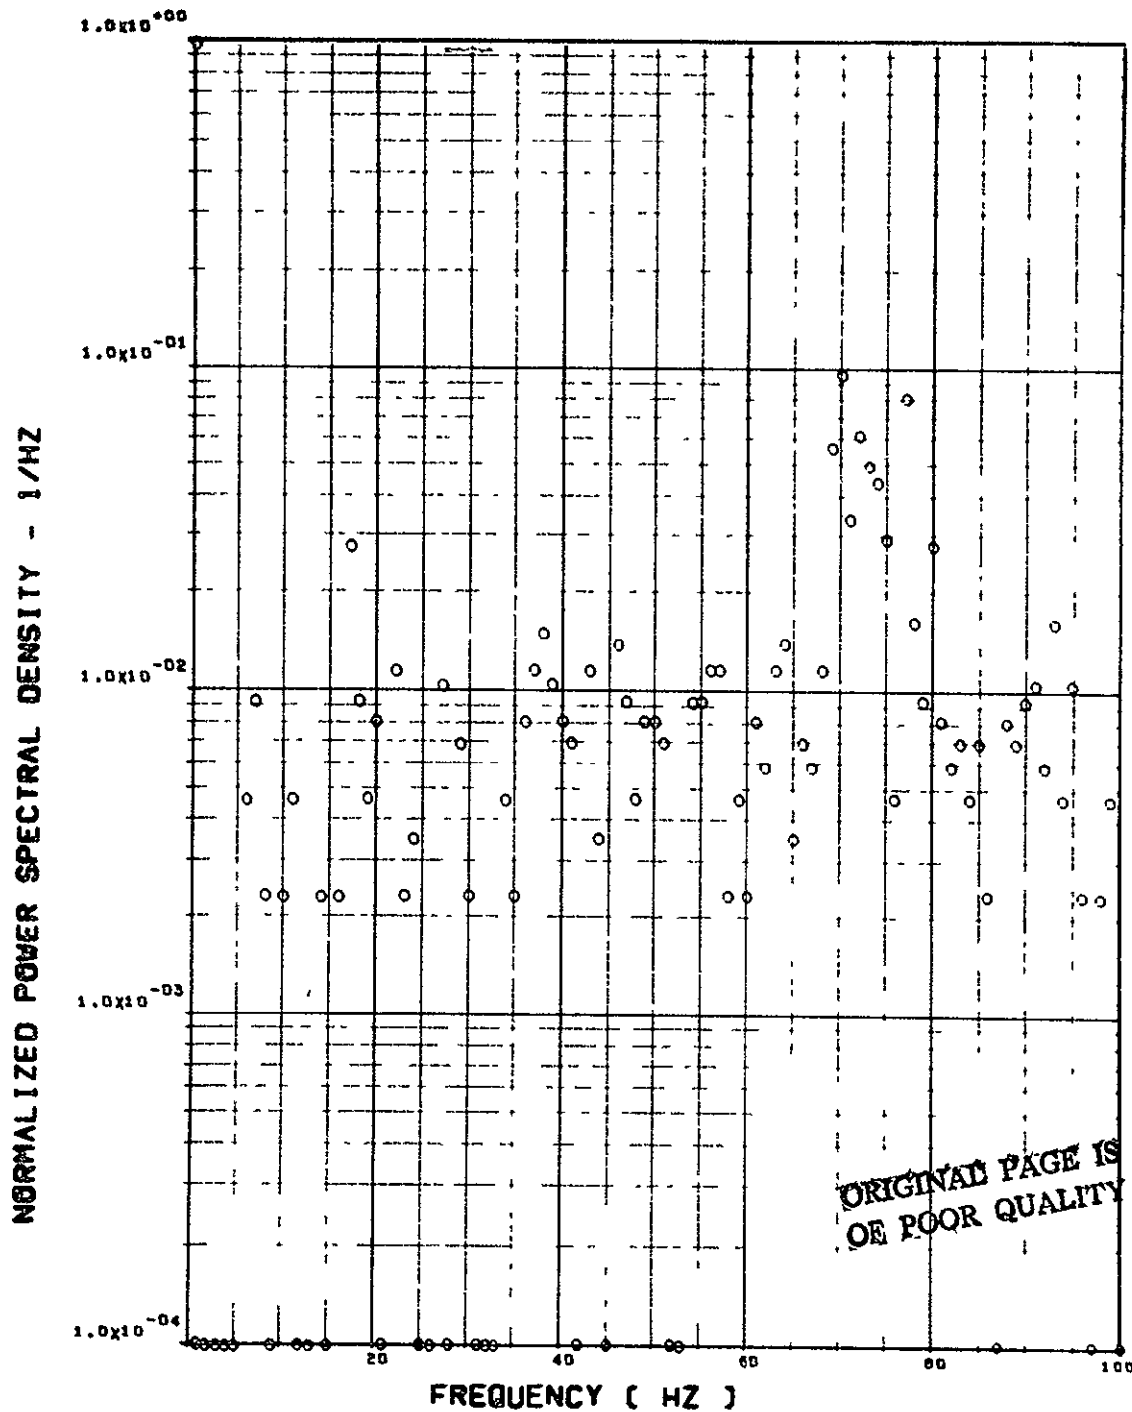 1.0X10+00
1.0X10-01
1.0X10-02
1.0X10-03
1.0X10-04
NORMALIZED POWER SPECTRAL DENSITY - 1/HZ
20 40 60 80 100
FREQUENCY ( HZ )
ORIGINAL PAGE IS
OF POOR QUALITY